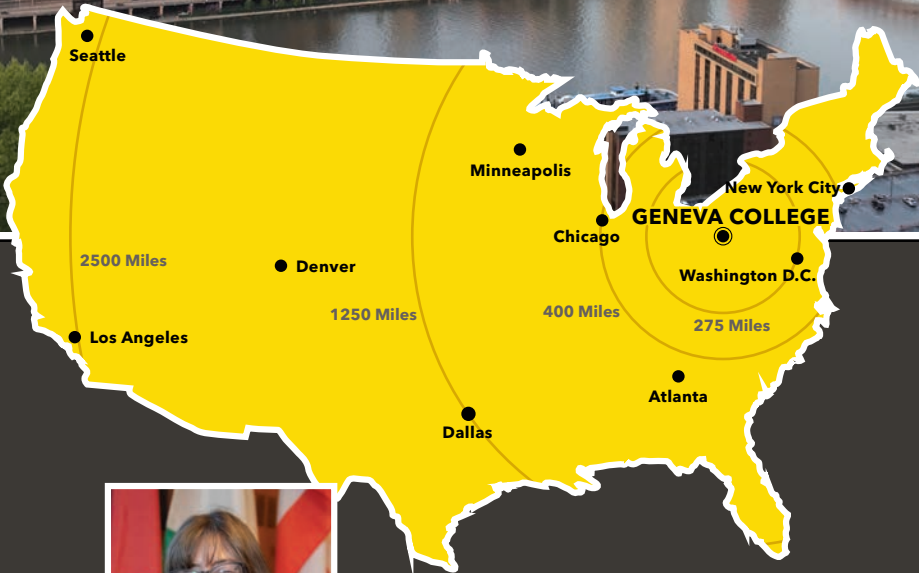 Seattle
Minneapolis
New York City
GENEVA COLLEGE
Chicago
Washington D.C.
2500 Miles
Denver
1250 Miles
400 Miles
275 Miles
Los Angeles
Atlanta
Dallas